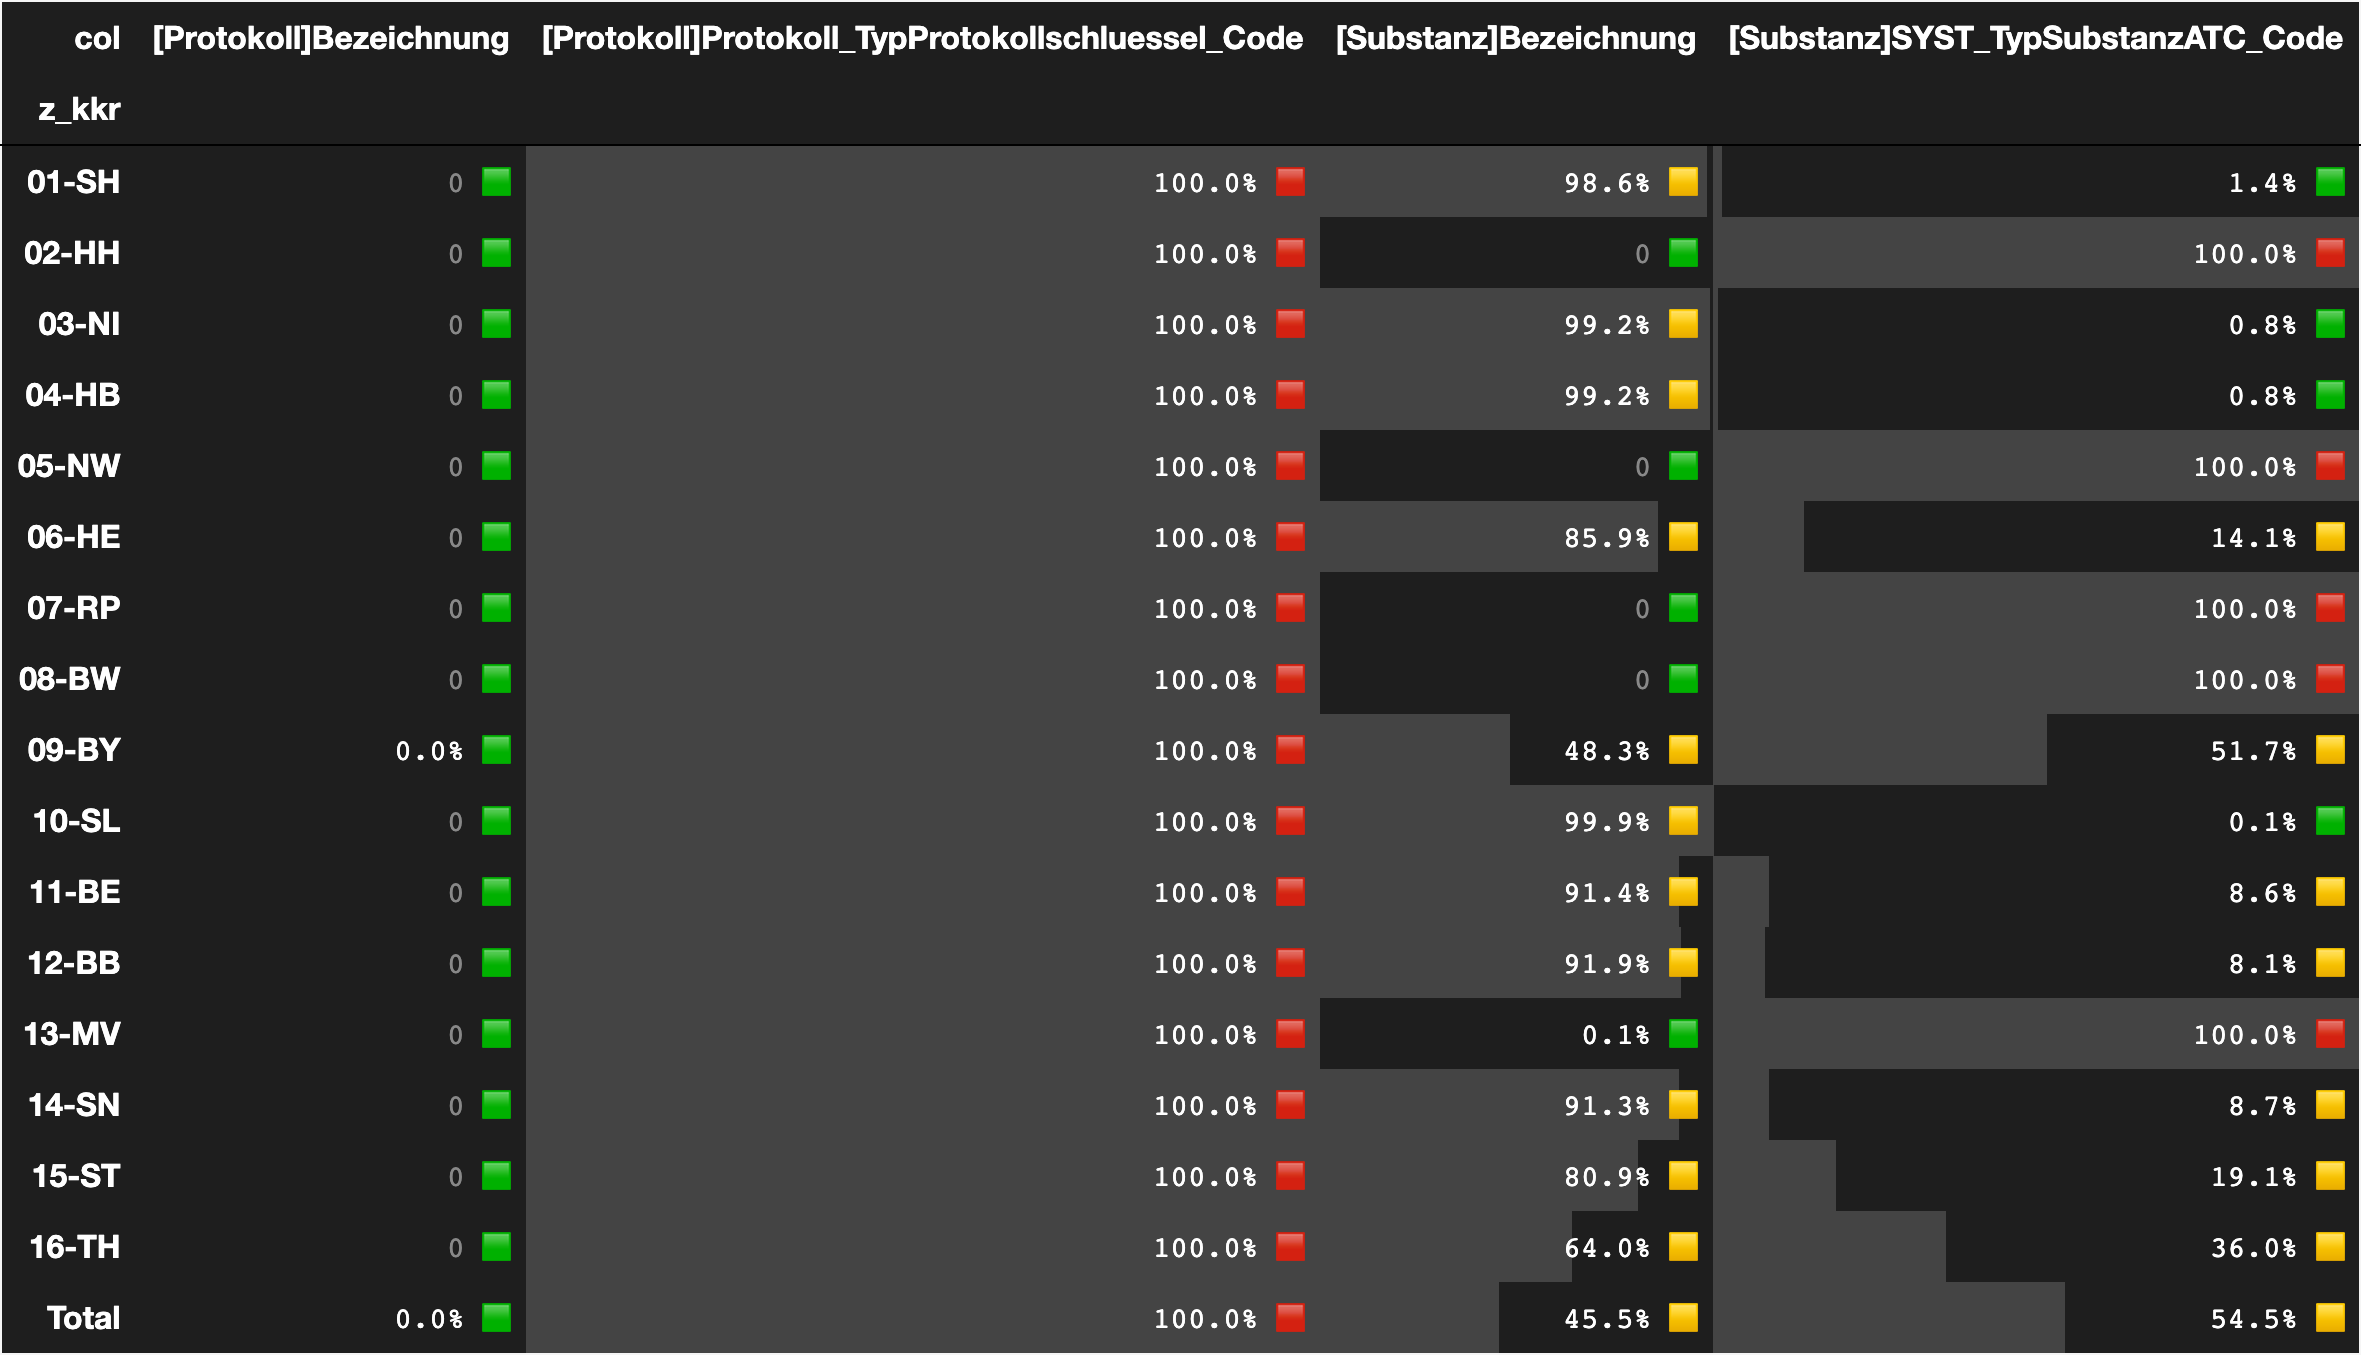 col [Protokoll]Bezeichnung [Protokoll]Protokoll_TypProtokollschluessel_Code [Substanz]Bezeichnung [Substanz]SYST_TypSubstanzATC_Code
z_kkr
01-SH 0 100.0% 98.6% 1.4%
02-HH 0 100.0% 0 100.0%
03-NI 0 100.0% 99.2% 0.8%
04-HB 0 100.0% 99.2% 0.8%
05-NW 0 100.0% 0 100.0%
06-HE 0 100.0% 85.9% 14.1%
07-RP 0 100.0% 0 100.0%
08-BW 0 100.0% 0 100.0%
09-BY 0.0% 100.0% 48.3% 51.7%
10-SL 0 100.0% 99.9% 0.1%
11-BE 0 100.0% 91.4% 8.6%
12-BB 0 100.0% 91.9% 8.1%
13-MV 0 100.0% 0.1% 100.0%
14-SN 0 100.0% 91.3% 8.7%
15-ST 0 100.0% 80.9% 19.1%
16-TH 0 100.0% 64.0% 36.0%
Total 0.0% 100.0% 45.5% 54.5%